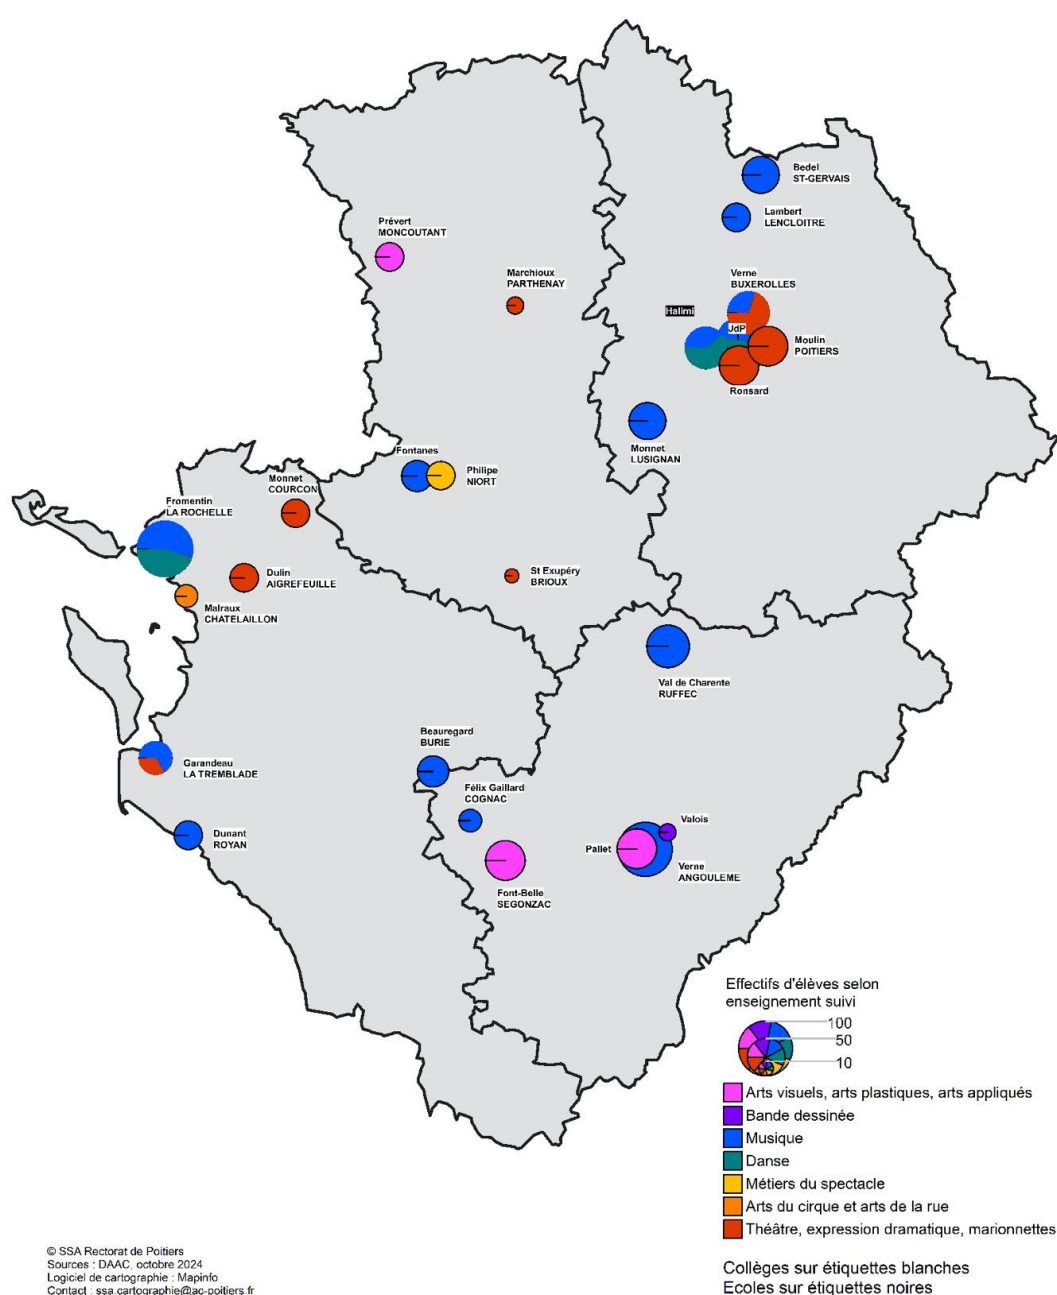 Bedel
ST-GERVAIS
Lambert
LENCLOITRE
Prévert
MONCOUTANT
Marchioux
PARTHENAY
Verne
BUXEROLLES
Halimi
JdP
Moulin
POITIERS
Ronsard
Monnet
LUSIGNAN
Fontanes
Philipe
NIORT
Monnet
COURCON
Fromentin
LA ROCHELLE
Dulin
AIGREFEUILLE
St Exupéry
BRIOUX
Malraux
CHATELAILLON
Val de Charente
RUFFEC
Beauregard
BURIE
Garandeau
LA TREMBLADE
Félix Gaillard
COGNAC
Dunant
ROYAN
Valois
Pallet
Verne
ANGOULEME
Font-Belle
SEGONZAC
Effectifs d'élèves selon
enseignement suivi
100
50
10
Arts visuels, arts plastiques, arts appliqués
Bande dessinée
Musique
Danse
Métiers du spectacle
Arts du cirque et arts de la rue
Théâtre, expression dramatique, marionnettes
© SSA Rectorat de Poitiers
Sources : DAAC, octobre 2024
Logiciel de cartographie : Mapinfo
Contact : ssa.cartographie@ac-poitiers.fr
Collèges sur étiquettes blanches
Ecoles sur étiquettes noires